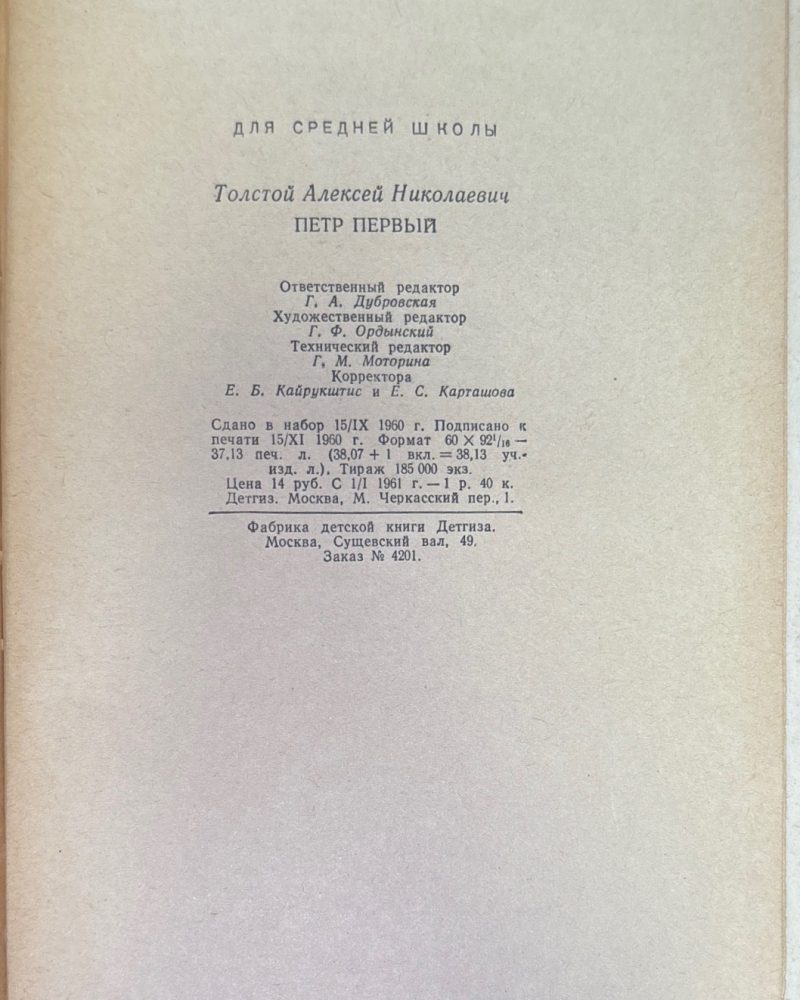 ДЛЯ СРЕДНЕЙ ШКОЛЫ
Толстой Алексей Николаевич
ПЕТР ПЕРВЫЙ
Ответственный редактор
Г. А. Дубровская
Художественный редактор
Г. Ф. Ордынский
Технический редактор
Г. М. Моторина
Корректора
Е. Б. Кайрукштис и Е. С. Карташова
Сдано в набор 15/IX 1960 г. Подписано к
печати 15/XI 1960 г. Формат 60 × 92¹/₁₆ —
37,13 печ. л. (38,07 + 1 вкл. = 38,13 уч.-
изд. л.). Тираж 185 000 экз.
Цена 14 руб. С 1/I 1961 г. — 1 р. 40 к.
Детгиз. Москва, М. Черкасский пер., 1.
Фабрика детской книги Детгиза.
Москва, Сущевский вал, 49.
Заказ № 4201.